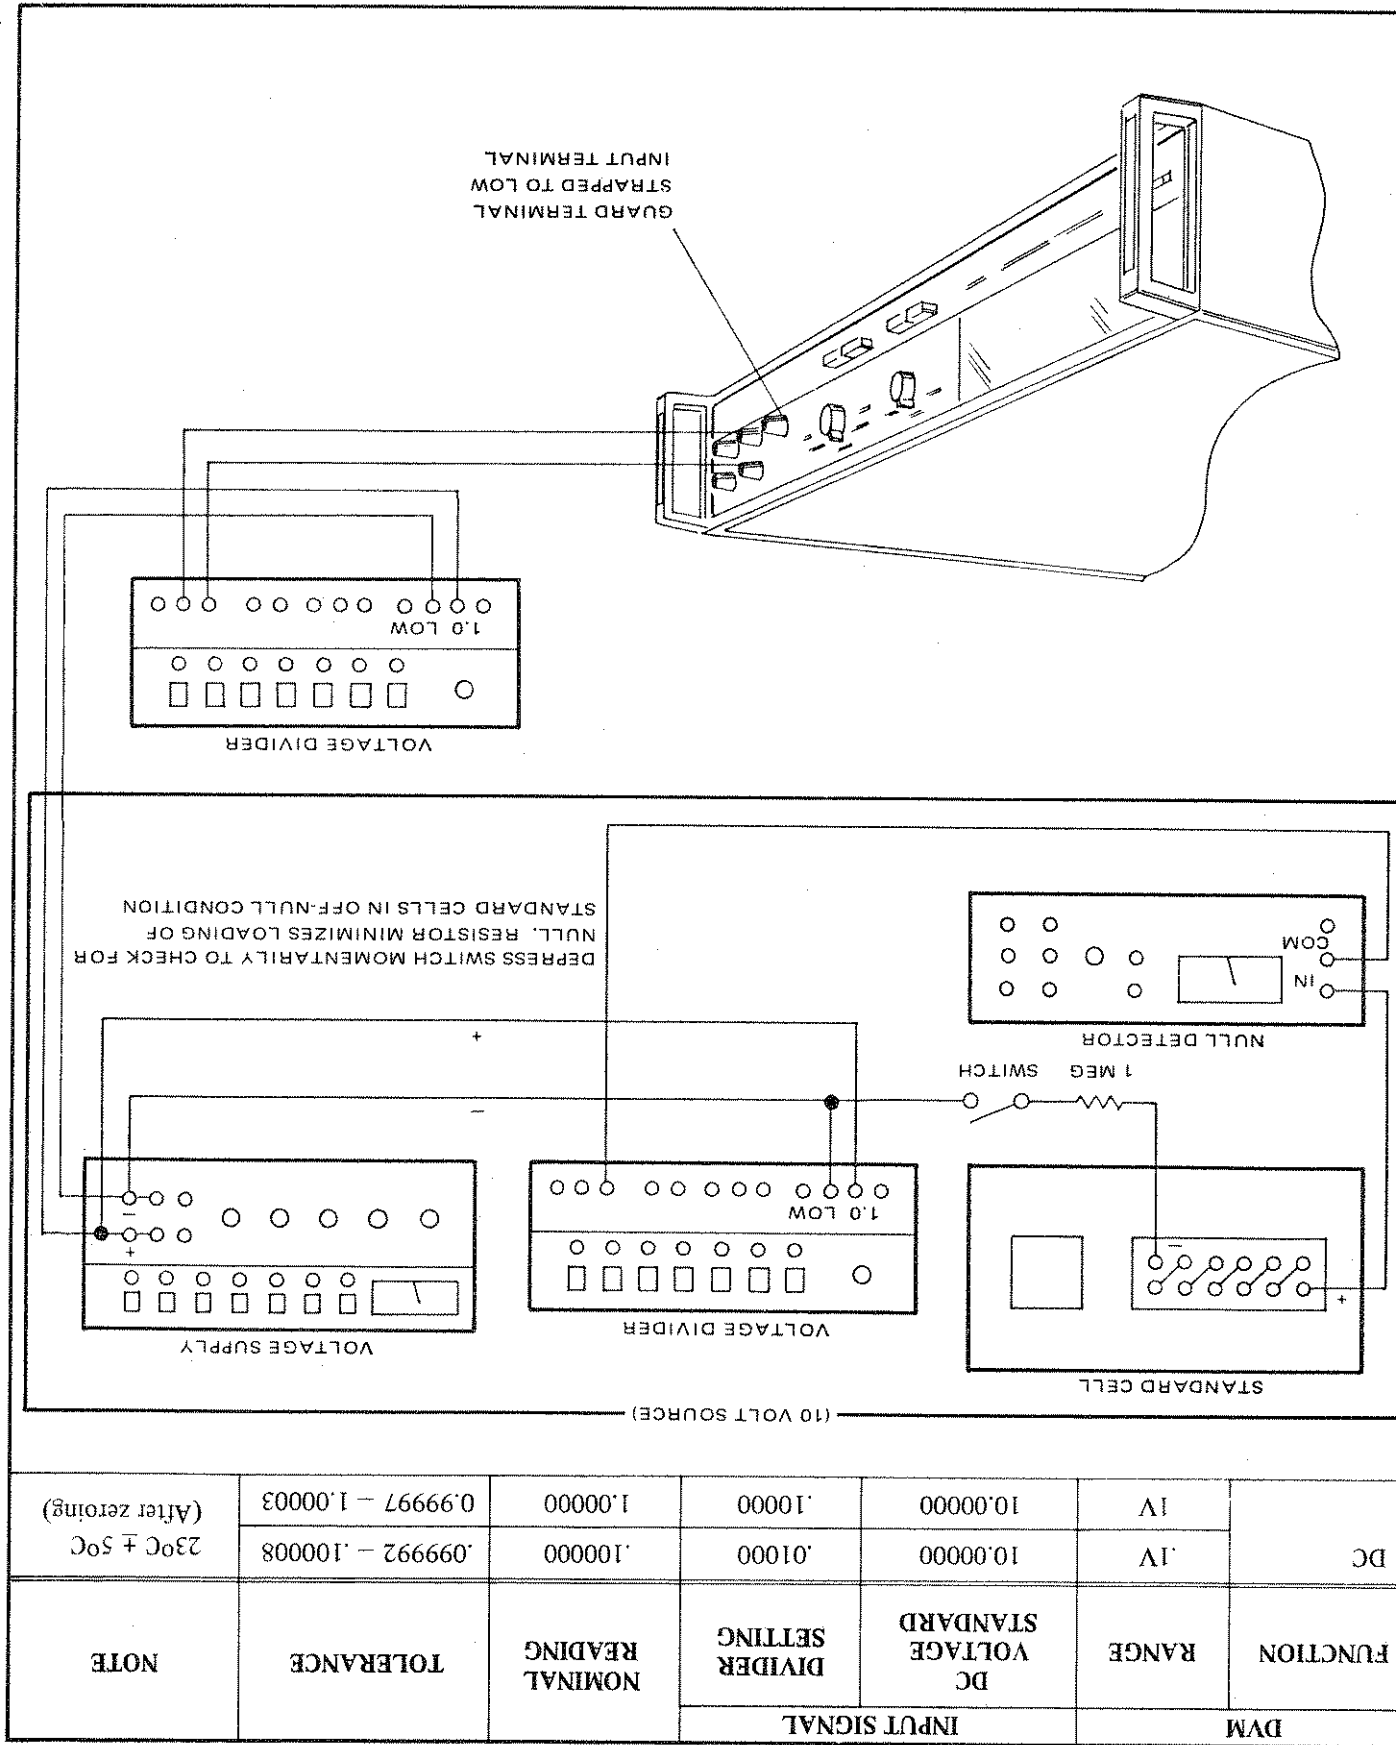 DVM
INPUT SIGNAL
FUNCTION
RANGE
DC
VOLTAGE
STANDARD
DIVIDER
SETTING
NOMINAL
READING
TOLERANCE
NOTE
DC
.1V
10.00000
.01000
.100000
.099992 – .100008
23ºC ± 5ºC
(After zeroing)
1V
10.00000
.10000
1.00000
0.99997 – 1.00003
(10 VOLT SOURCE)
STANDARD CELL
+
–
VOLTAGE DIVIDER
1.0 LOW
VOLTAGE SUPPLY
+
–
1 MEG
SWITCH
–
+
NULL DETECTOR
IN
COM
DEPRESS SWITCH MOMENTARILY TO CHECK FOR
NULL. RESISTOR MINIMIZES LOADING OF
STANDARD CELLS IN OFF-NULL CONDITION
VOLTAGE DIVIDER
1.0 LOW
GUARD TERMINAL
STRAPPED TO LOW
INPUT TERMINAL